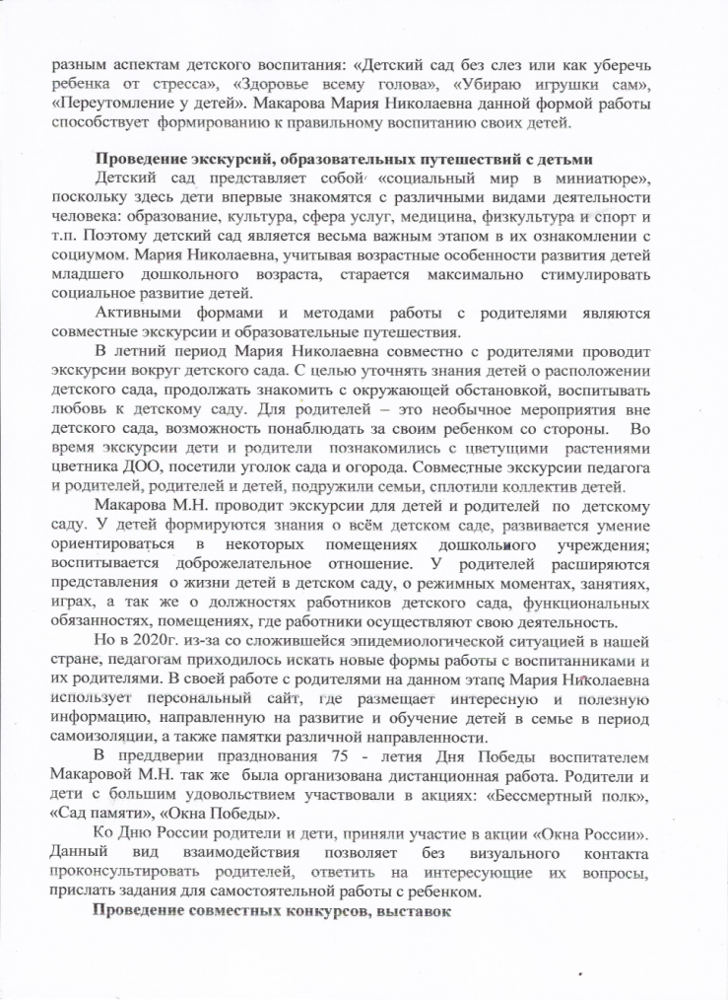 разным аспектам детского воспитания: «Детский сад без слез или как уберечь
ребенка от стресса», «Здоровье всему голова», «Убираю игрушки сам»,
«Переутомление у детей». Макарова Мария Николаевна данной формой работы
способствует формированию к правильному воспитанию своих детей.
Проведение экскурсий, образовательных путешествий с детьми
Детский сад представляет собой «социальный мир в миниатюре»,
поскольку здесь дети впервые знакомятся с различными видами деятельности
человека: образование, культура, сфера услуг, медицина, физкультура и спорт и
т.п. Поэтому детский сад является весьма важным этапом в их ознакомлении с
социумом. Мария Николаевна, учитывая возрастные особенности развития детей
младшего дошкольного возраста, старается максимально стимулировать
социальное развитие детей.
Активными формами и методами работы с родителями являются
совместные экскурсии и образовательные путешествия.
В летний период Мария Николаевна совместно с родителями проводит
экскурсии вокруг детского сада. С целью уточнять знания детей о расположении
детского сада, продолжать знакомить с окружающей обстановкой, воспитывать
любовь к детскому саду. Для родителей – это необычное мероприятия вне
детского сада, возможность понаблюдать за своим ребенком со стороны. Во
время экскурсии дети и родители познакомились с цветущими растениями
цветника ДОО, посетили уголок сада и огорода. Совместные экскурсии педагога
и родителей, родителей и детей, подружили семьи, сплотили коллектив детей.
Макарова М.Н. проводит экскурсии для детей и родителей по детскому
саду. У детей формируются знания о всём детском саде, развивается умение
ориентироваться в некоторых помещениях дошкольного учреждения;
воспитывается доброжелательное отношение. У родителей расширяются
представления о жизни детей в детском саду, о режимных моментах, занятиях,
играх, а так же о должностях работников детского сада, функциональных
обязанностях, помещениях, где работники осуществляют свою деятельность.
Но в 2020г. из-за со сложившейся эпидемиологической ситуацией в нашей
стране, педагогам приходилось искать новые формы работы с воспитанниками и
их родителями. В своей работе с родителями на данном этапе Мария Николаевна
использует персональный сайт, где размещает интересную и полезную
информацию, направленную на развитие и обучение детей в семье в период
самоизоляции, а также памятки различной направленности.
В преддверии празднования 75 - летия Дня Победы воспитателем
Макаровой М.Н. так же была организована дистанционная работа. Родители и
дети с большим удовольствием участвовали в акциях: «Бессмертный полк»,
«Сад памяти», «Окна Победы».
Ко Дню России родители и дети, приняли участие в акции «Окна России».
Данный вид взаимодействия позволяет без визуального контакта
проконсультировать родителей, ответить на интересующие их вопросы,
прислать задания для самостоятельной работы с ребенком.
Проведение совместных конкурсов, выставок